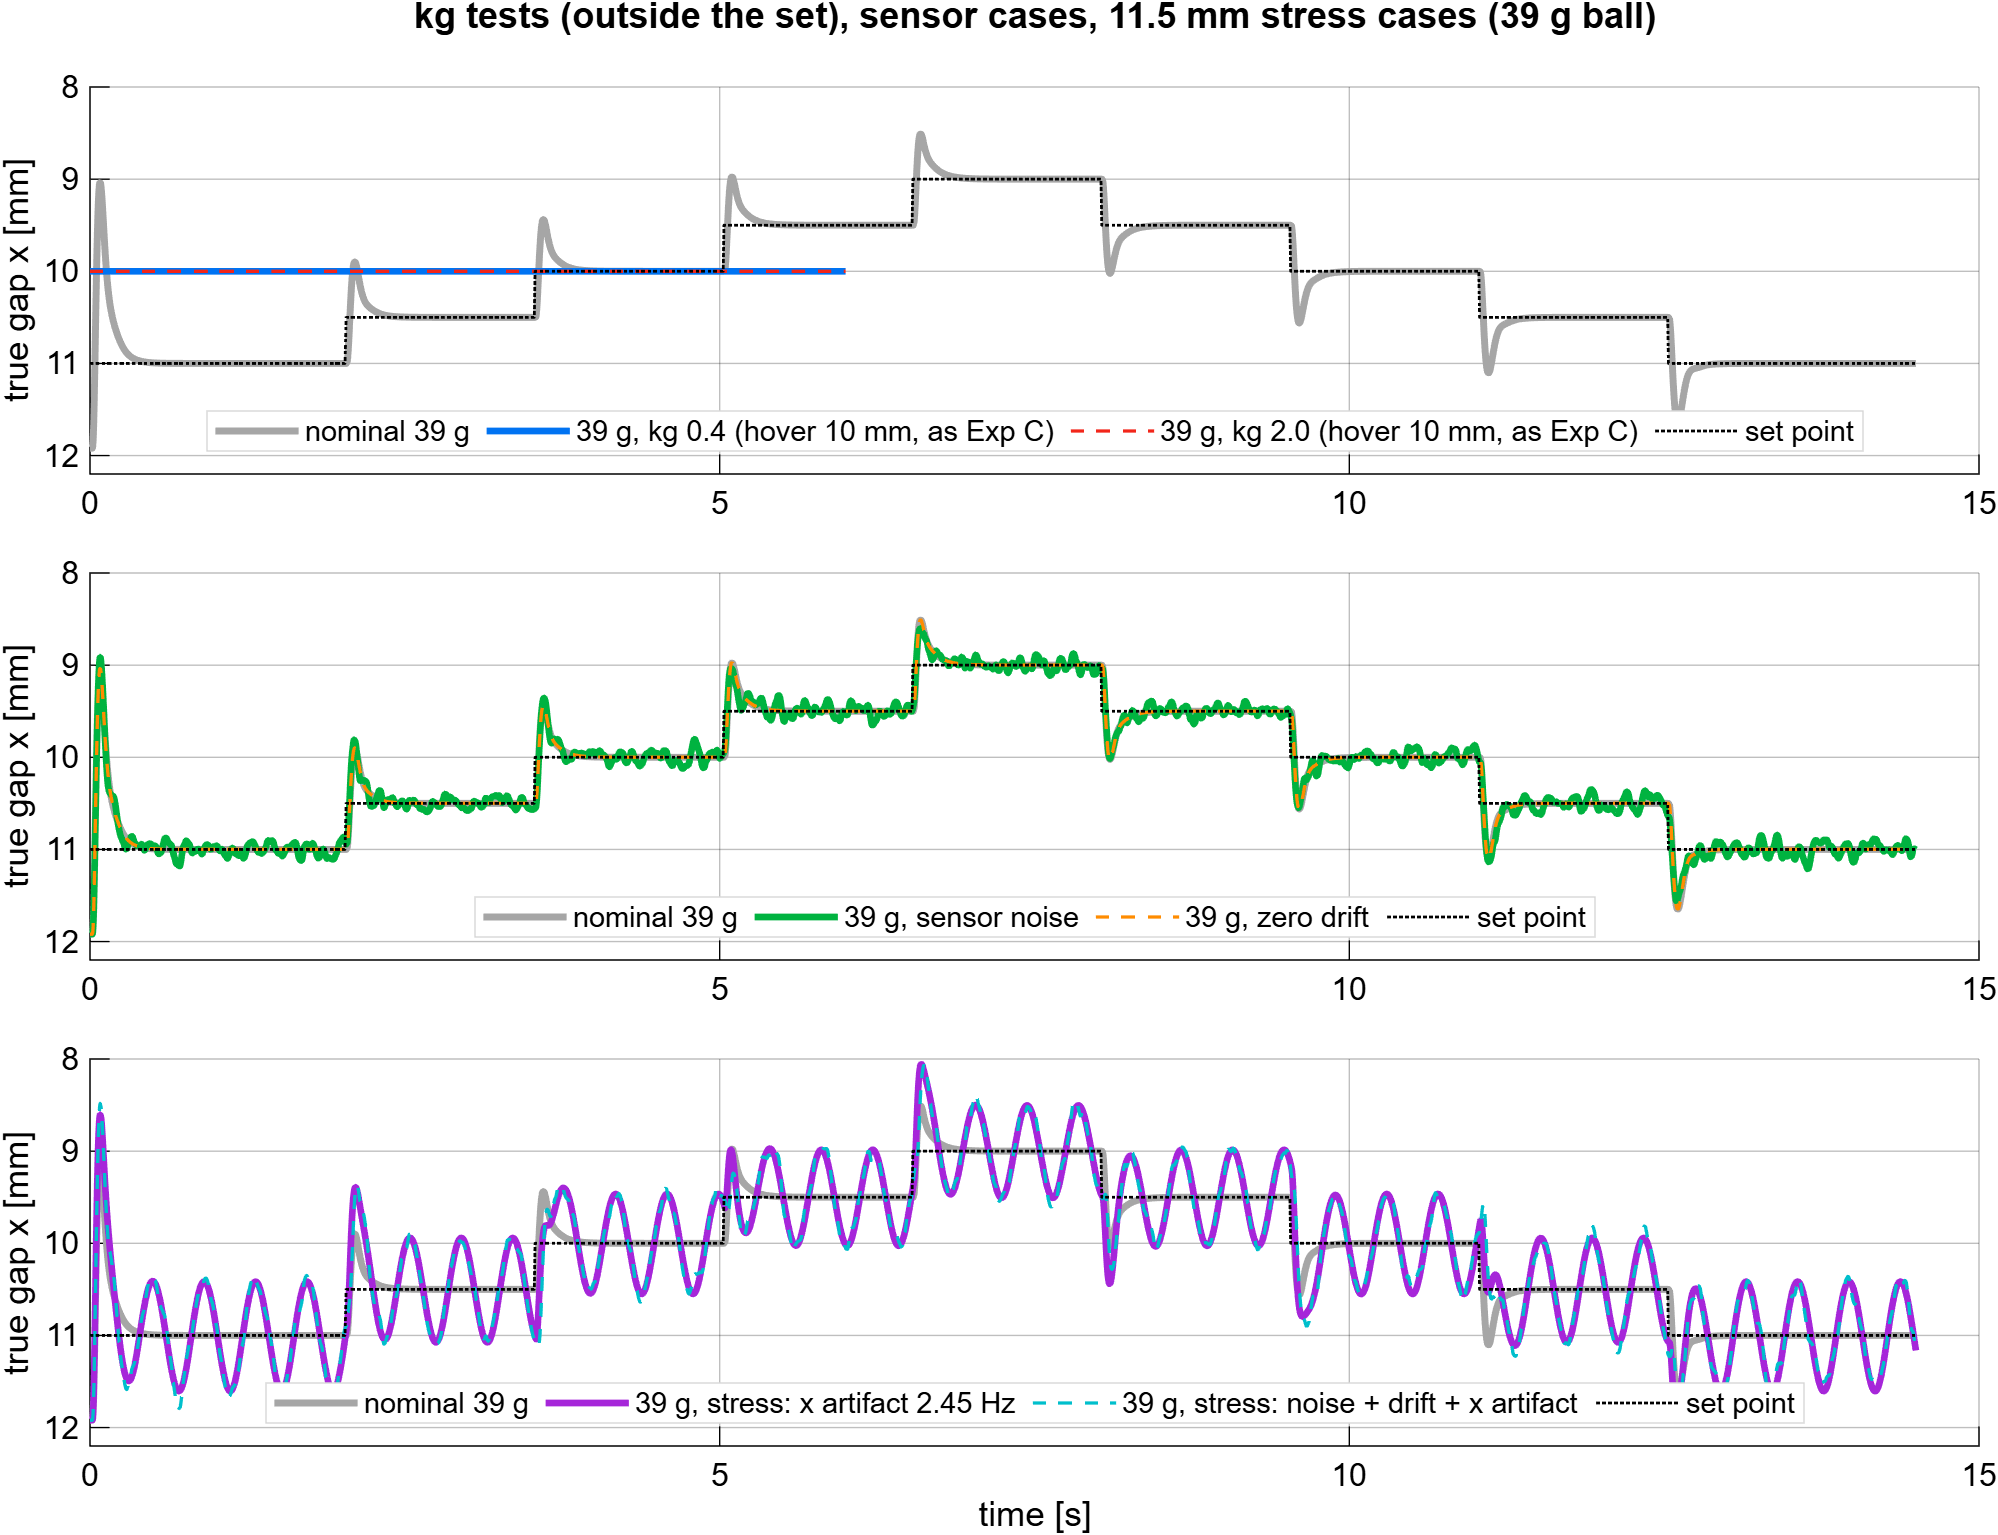 kg tests (outside the set), sensor cases, 11.5 mm stress cases (39 g ball)
8
9
10
11
12
true gap x [mm]
nominal 39 g
39 g, kg 0.4 (hover 10 mm, as Exp C)
39 g, kg 2.0 (hover 10 mm, as Exp C)
set point
0
5
10
15
8
9
10
11
12
true gap x [mm]
nominal 39 g
39 g, sensor noise
39 g, zero drift
set point
0
5
10
15
8
9
10
11
12
true gap x [mm]
nominal 39 g
39 g, stress: x artifact 2.45 Hz
39 g, stress: noise + drift + x artifact
set point
0
5
10
15
time [s]